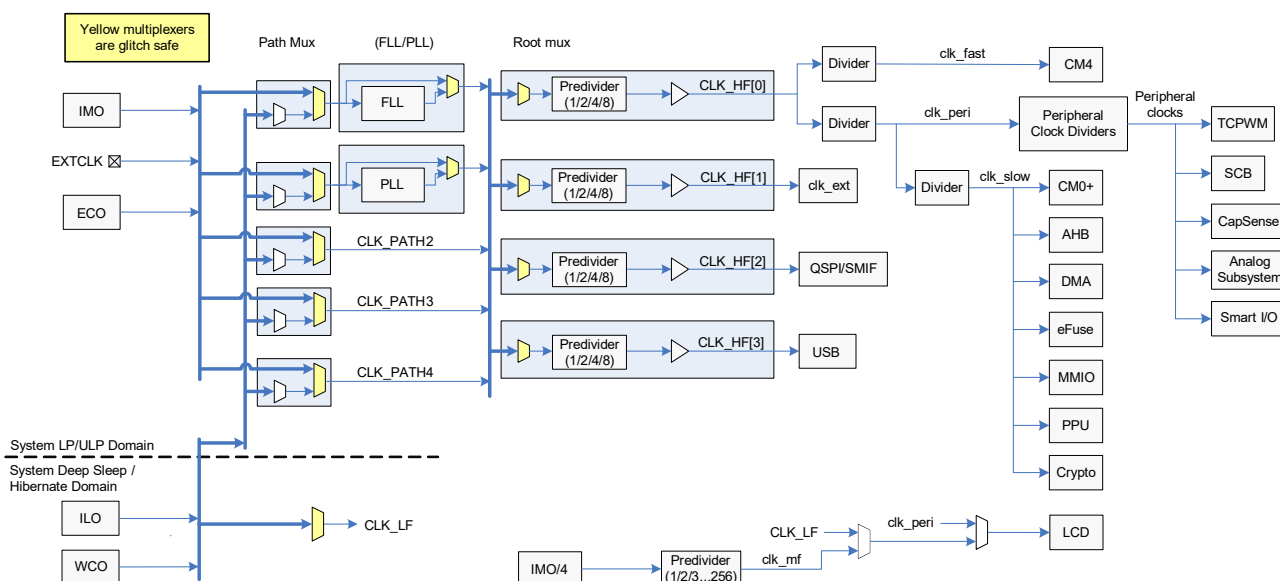 Yellow multiplexers
are glitch safe
Path Mux
(FLL/PLL)
Root mux
IMO
EXTCLK
ECO
FLL
PLL
CLK_PATH2
CLK_PATH3
CLK_PATH4
Predivider
(1/2/4/8)
CLK_HF[0]
Predivider
(1/2/4/8)
CLK_HF[1]
clk_ext
Predivider
(1/2/4/8)
CLK_HF[2]
QSPI/SMIF
Predivider
(1/2/4/8)
CLK_HF[3]
USB
Divider
clk_fast
CM4
Divider
clk_peri
Peripheral
Clock Dividers
Peripheral
clocks
TCPWM
SCB
CapSense
Analog
Subsystem
Smart I/O
Divider
clk_slow
CM0+
AHB
DMA
eFuse
MMIO
PPU
Crypto
System LP/ULP Domain
System Deep Sleep /
Hibernate Domain
ILO
WCO
CLK_LF
IMO/4
Predivider
(1/2/3...256)
clk_mf
CLK_LF
clk_peri
LCD